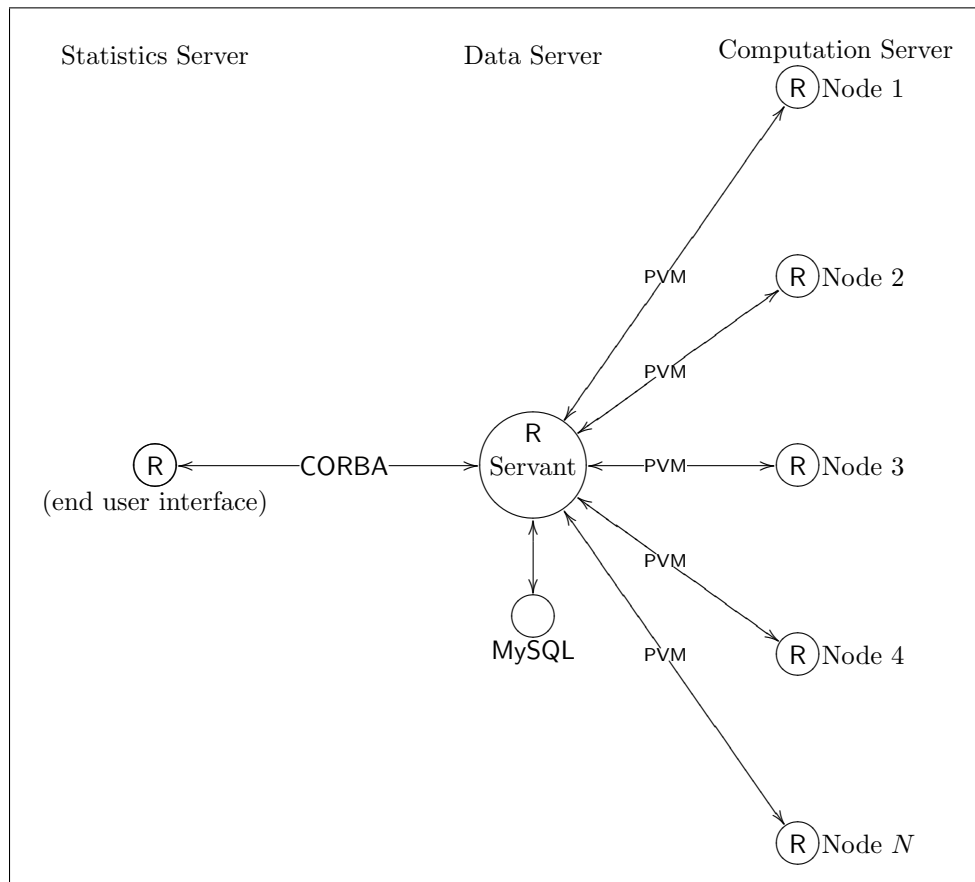 Statistics Server
Data Server
Computation Server
R Node 1
PVM
R Node 2
PVM
R
Servant
R
CORBA
PVM
R Node 3
(end user interface)
PVM
MySQL
PVM
R Node 4
R Node N